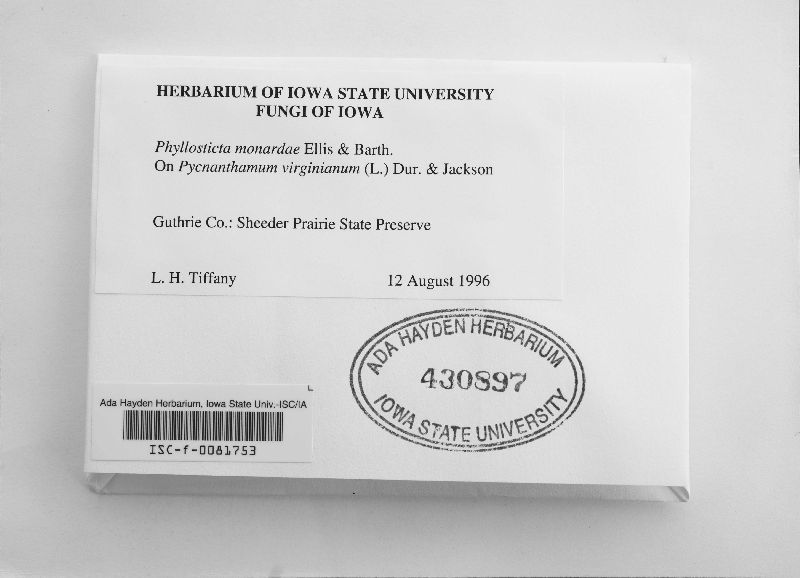 HERBARIUM OF IOWA STATE UNIVERSITY
FUNGI OF IOWA
Phyllosticta monardae Ellis & Barth.
On Pycnanthamum virginianum (L.) Dur. & Jackson
Guthrie Co.: Sheeder Prairie State Preserve
L. H. Tiffany 12 August 1996
ADA HAYDEN HERBARIUM
430897
IOWA STATE UNIVERSITY
Ada Hayden Herbarium, Iowa State Univ.-ISC/IA
ISC-f-0081753